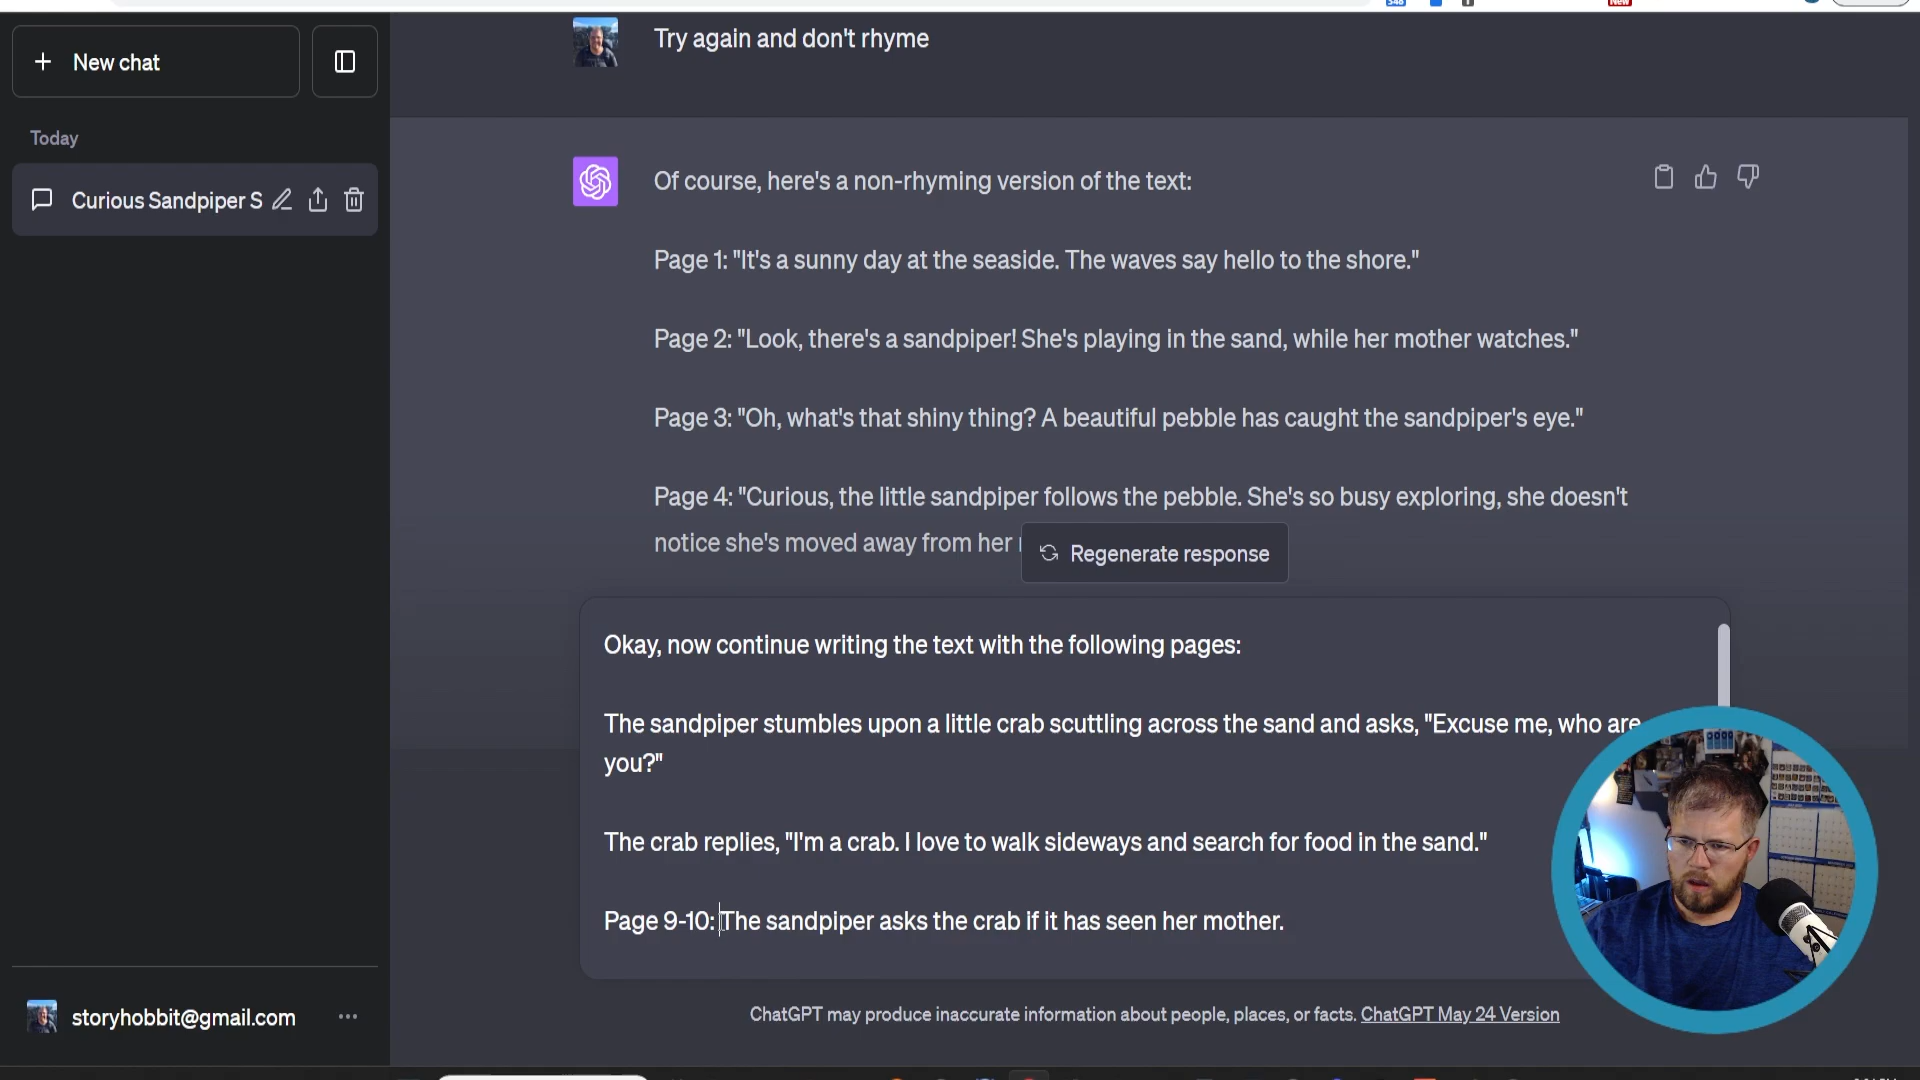 348
New
New chat
Today
Curious Sandpiper S
storyhobbit@gmail.com
Try again and don't rhyme
Of course, here's a non-rhyming version of the text:
Page 1: "It's a sunny day at the seaside. The waves say hello to the shore."
Page 2: "Look, there's a sandpiper! She's playing in the sand, while her mother watches."
Page 3: "Oh, what's that shiny thing? A beautiful pebble has caught the sandpiper's eye."
Page 4: "Curious, the little sandpiper follows the pebble. She's so busy exploring, she doesn't
notice she's moved away from her
Regenerate response
Okay, now continue writing the text with the following pages:
The sandpiper stumbles upon a little crab scuttling across the sand and asks, "Excuse me, who are
you?"
The crab replies, "I'm a crab. I love to walk sideways and search for food in the sand."
Page 9-10: The sandpiper asks the crab if it has seen her mother.
ChatGPT may produce inaccurate information about people, places, or facts. ChatGPT May 24 Version